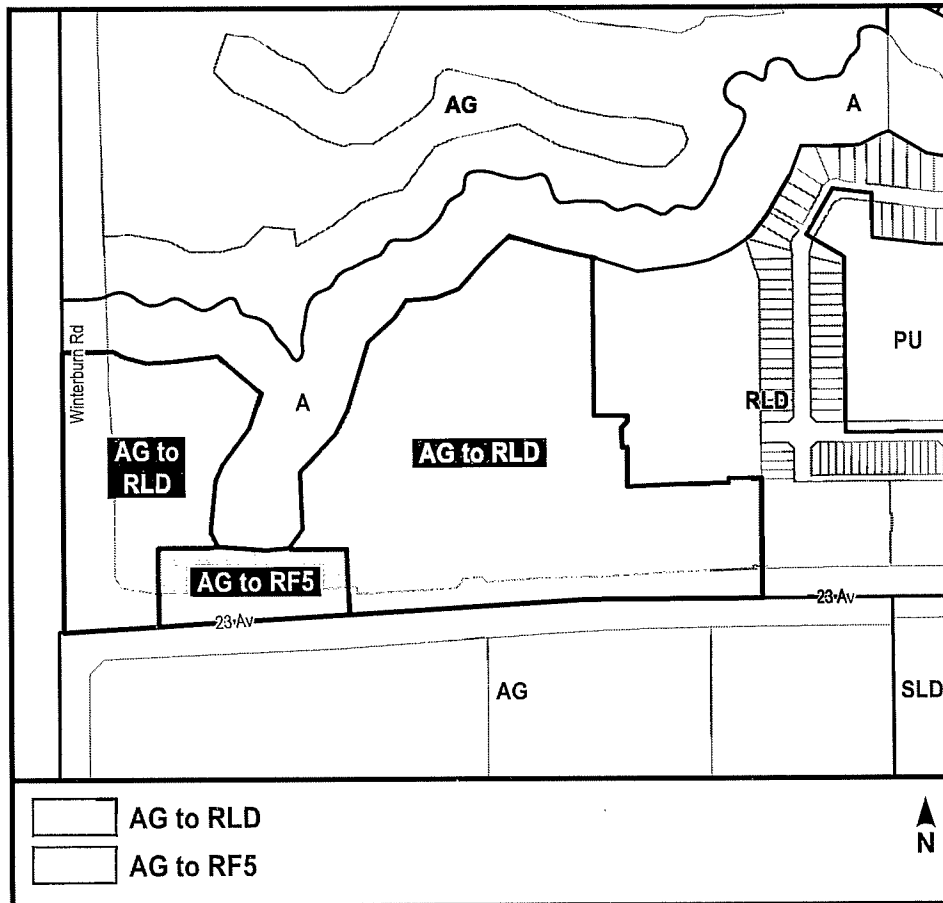 AG
A
Winterburn Rd
PU
RLD
A
AG to
RLD
AG to RLD
AG to RF5
23 Av
23 Av
AG
SLD
AG to RLD
AG to RF5
N